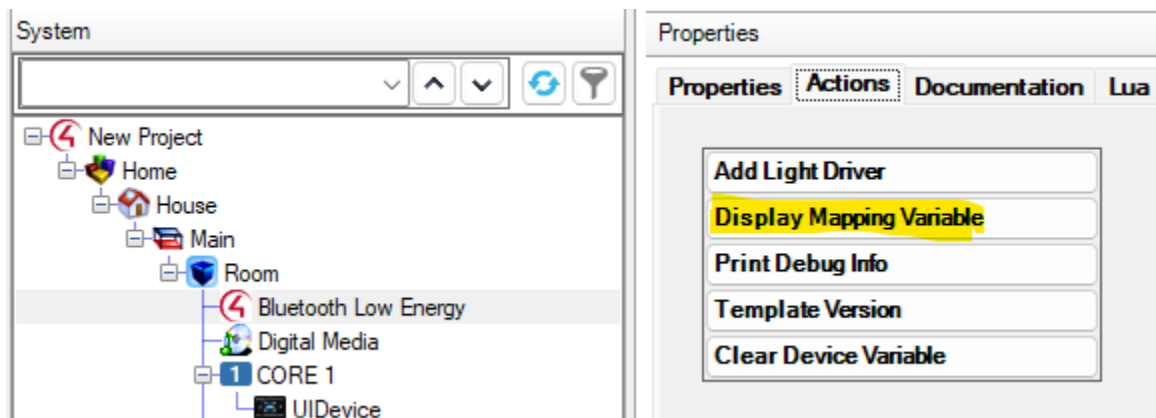 System
New Project
Home
House
Main
Room
Bluetooth Low Energy
Digital Media
1 CORE 1
UIDevice
Properties
Properties Actions Documentation Lua
Add Light Driver
Display Mapping Variable
Print Debug Info
Template Version
Clear Device Variable